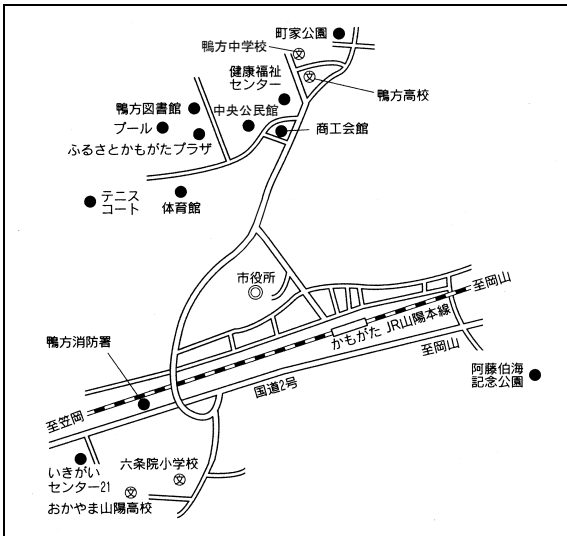 町家公園
鴨方中学校
健康福祉
センター
鴨方高校
鴨方図書館
中央公民館
プール
商工会館
ふるさとかもがたプラザ
テニス
コート
体育館
市役所
至岡山
かもがた JR山陽本線
至岡山
鴨方消防署
阿藤伯海
記念公園
国道2号
至笠岡
六条院小学校
いきがい
センター21
おかやま山陽高校
文
文
文
文